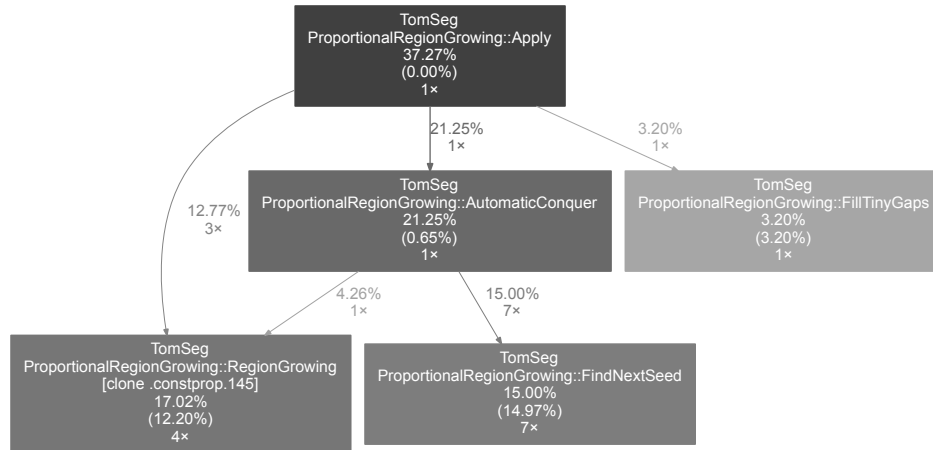 TomSeg
ProportionalRegionGrowing::Apply
37.27%
(0.00%)
1×
21.25%
1×
3.20%
1×
12.77%
3×
TomSeg
ProportionalRegionGrowing::AutomaticConquer
21.25%
(0.65%)
1×
TomSeg
ProportionalRegionGrowing::FillTinyGaps
3.20%
(3.20%)
1×
4.26%
1×
15.00%
7×
TomSeg
ProportionalRegionGrowing::RegionGrowing
[clone .constprop.145]
17.02%
(12.20%)
4×
TomSeg
ProportionalRegionGrowing::FindNextSeed
15.00%
(14.97%)
7×